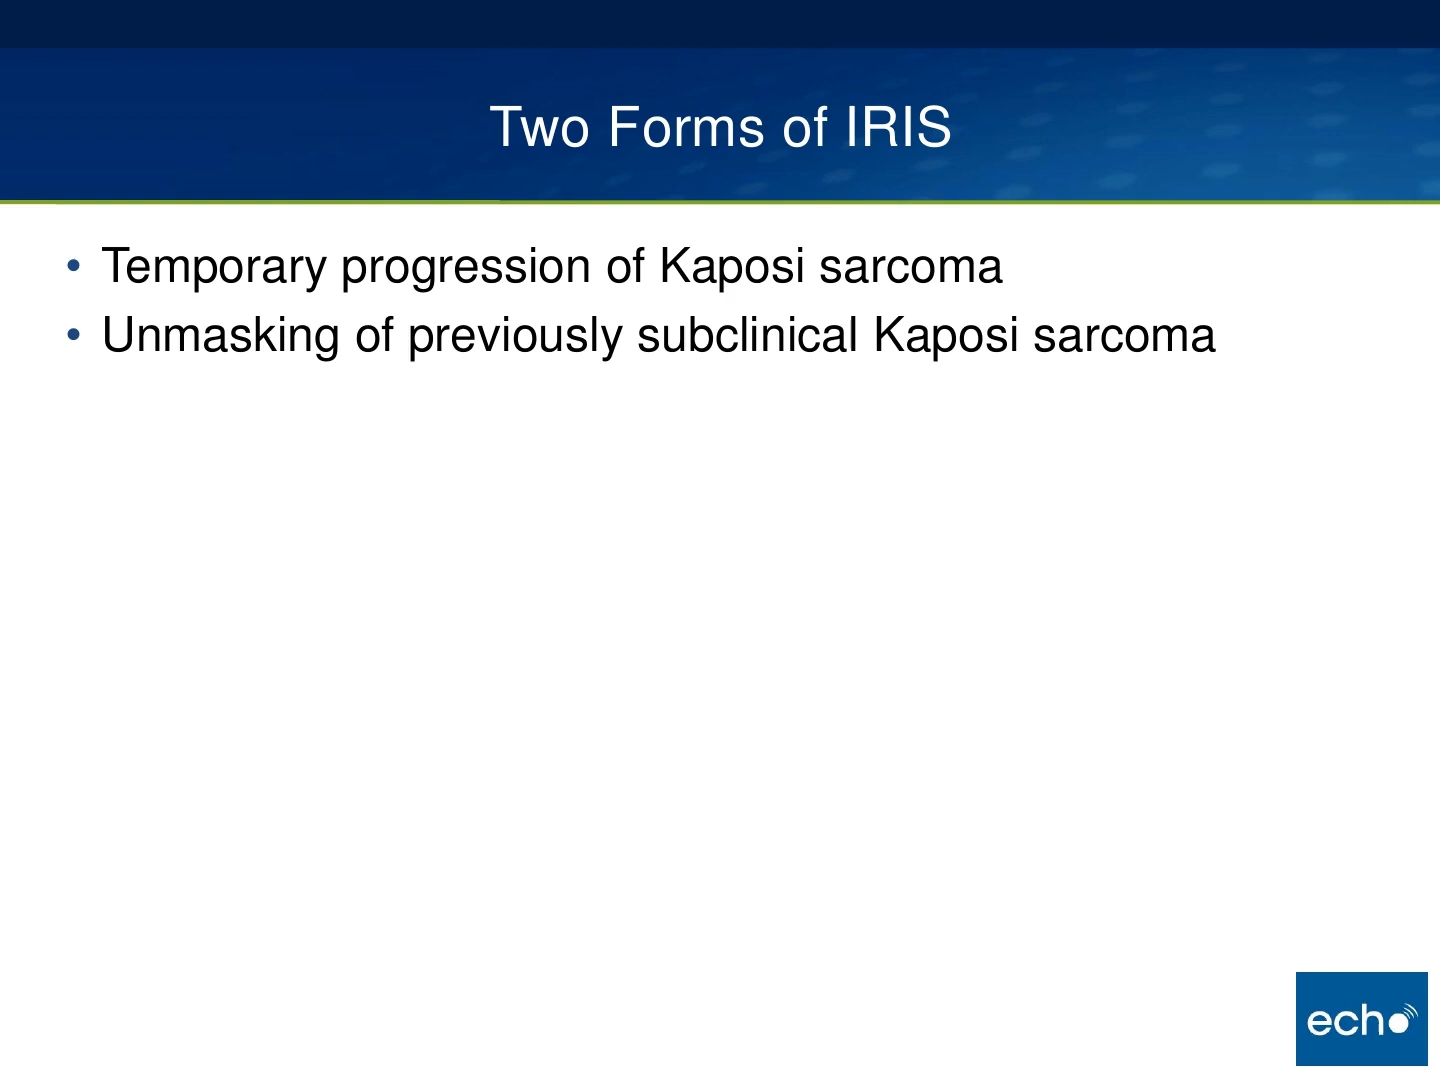 Two Forms of IRIS
• Temporary progression of Kaposi sarcoma
• Unmasking of previously subclinical Kaposi sarcoma
echo